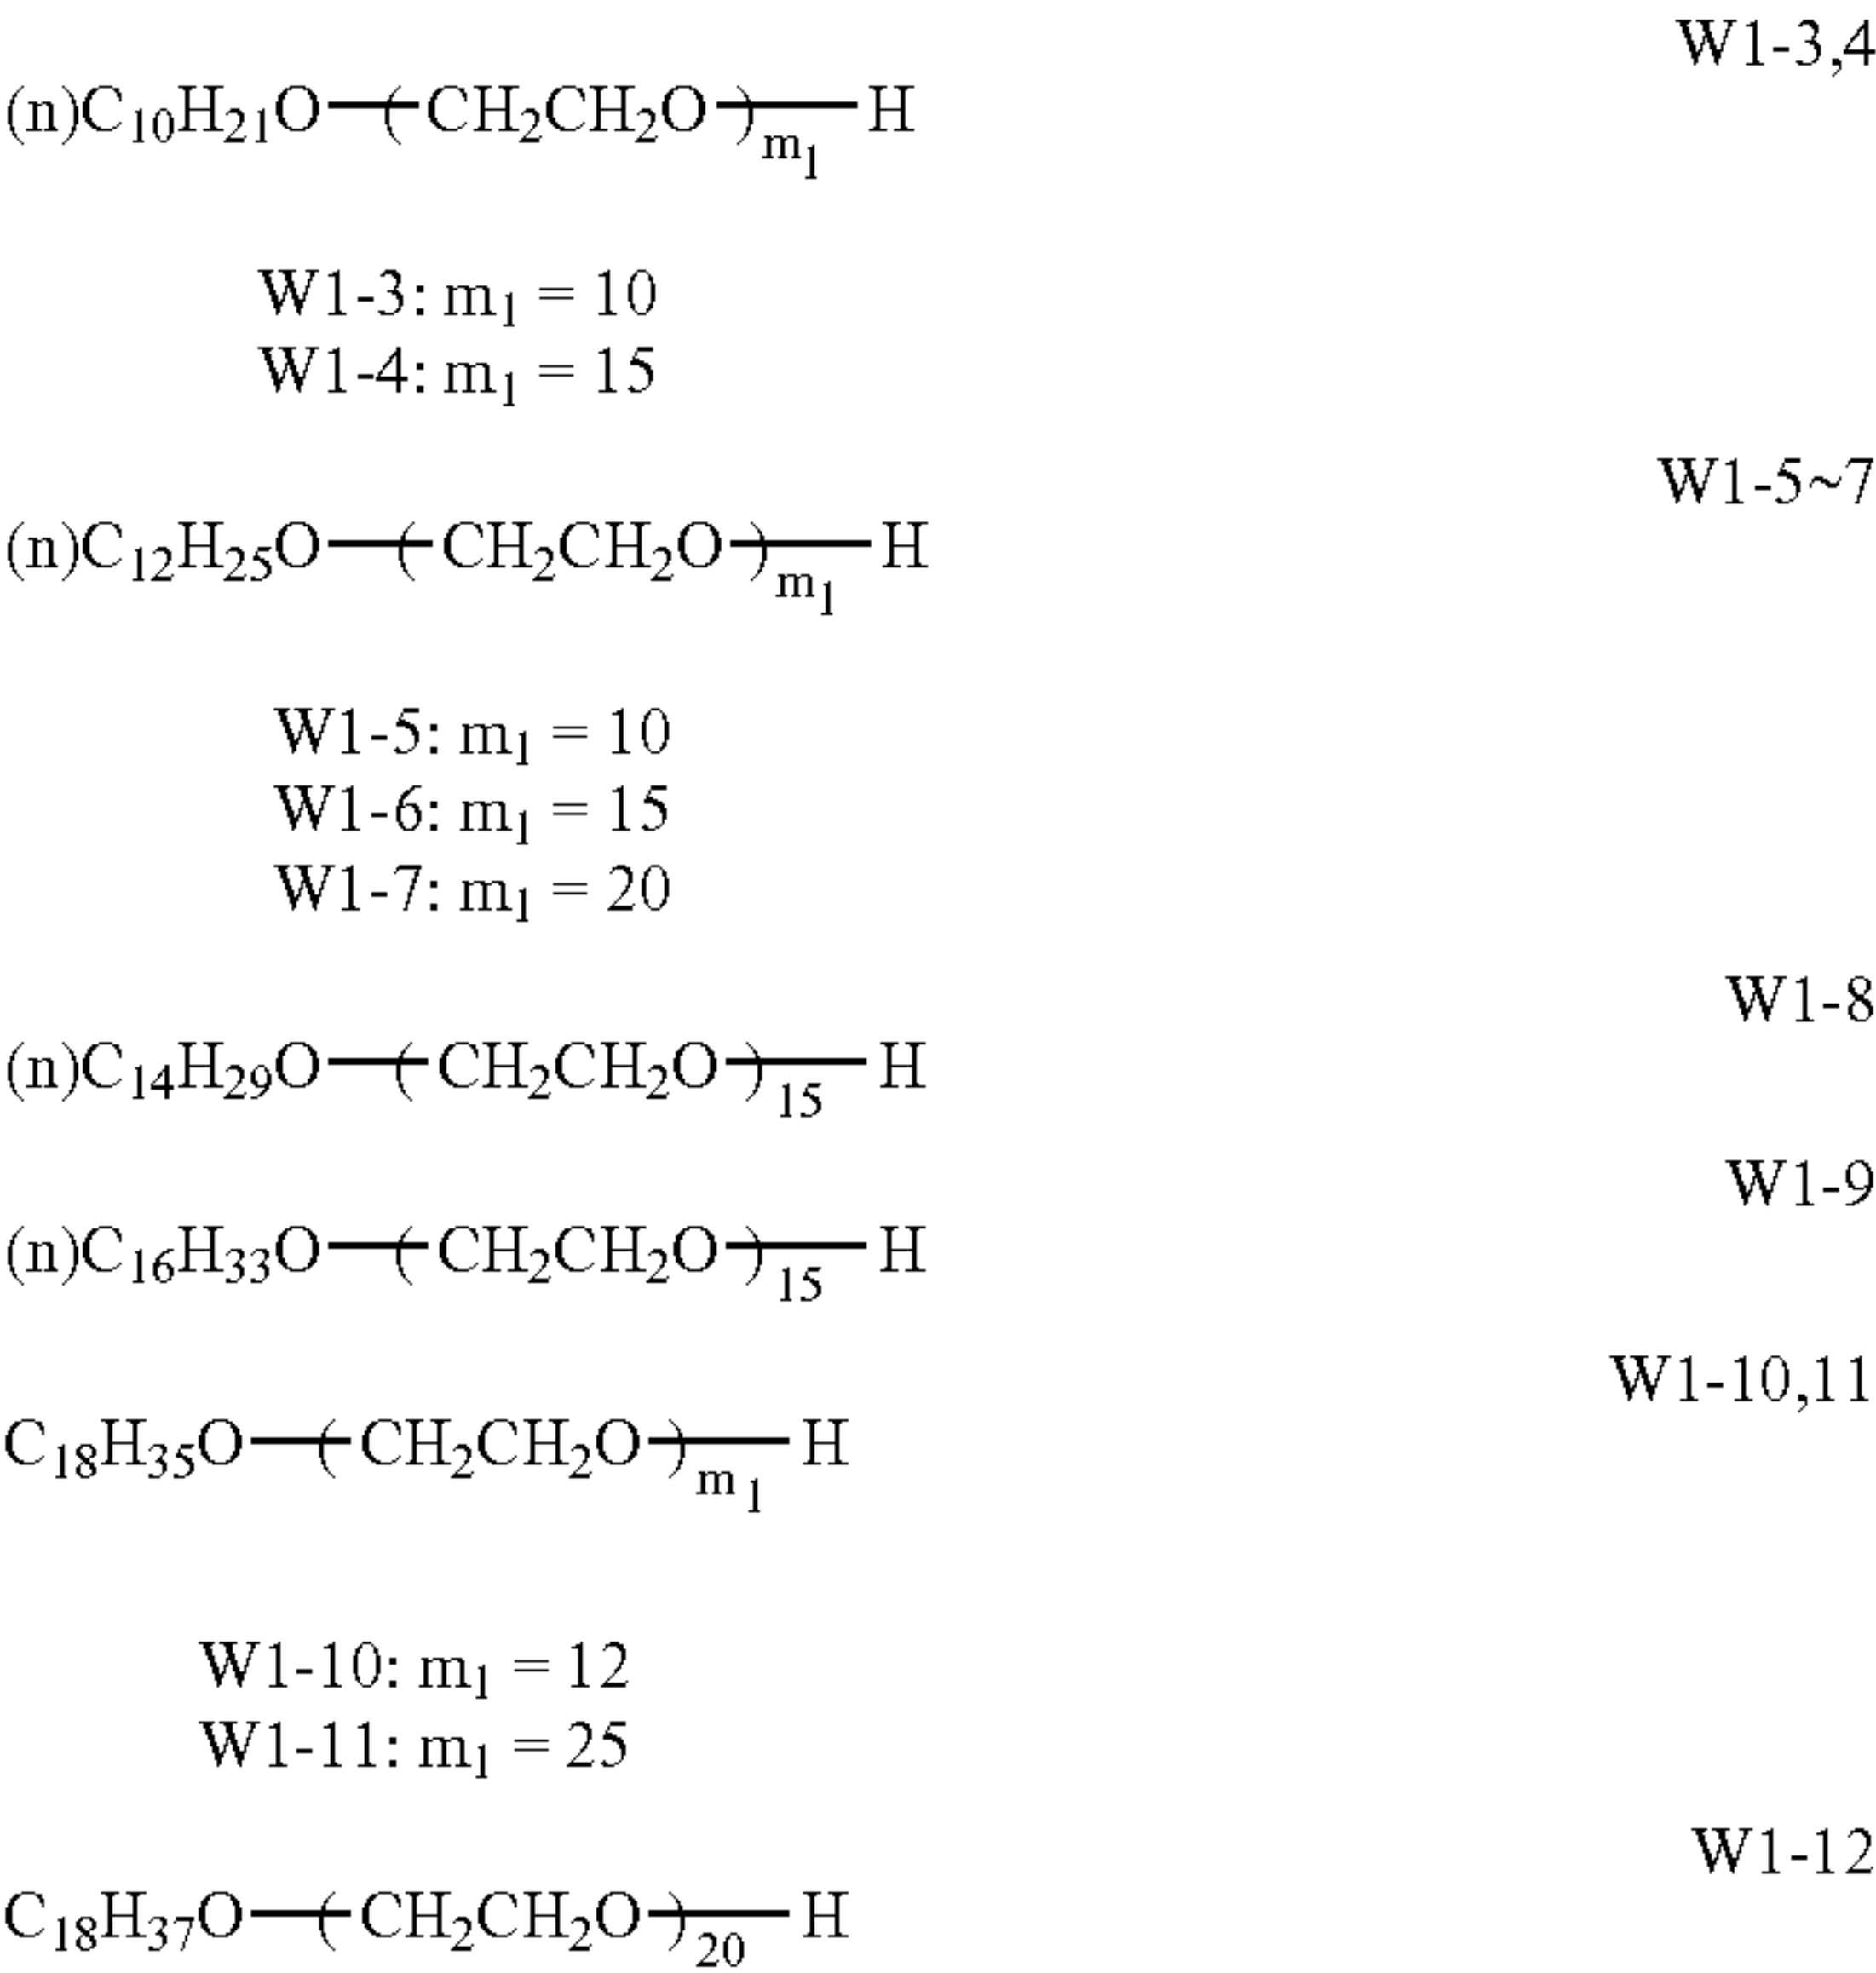 W1-3,4
(n)C₁₀H₂₁O—(CH₂CH₂O)m₁—H
W1-3: m₁ = 10
W1-4: m₁ = 15
W1-5~7
(n)C₁₂H₂₅O—(CH₂CH₂O)m₁—H
W1-5: m₁ = 10
W1-6: m₁ = 15
W1-7: m₁ = 20
W1-8
(n)C₁₄H₂₉O—(CH₂CH₂O)₁₅—H
W1-9
(n)C₁₆H₃₃O—(CH₂CH₂O)₁₅—H
W1-10,11
C₁₈H₃₅O—(CH₂CH₂O)m₁—H
W1-10: m₁ = 12
W1-11: m₁ = 25
W1-12
C₁₈H₃₇O—(CH₂CH₂O)₂₀—H